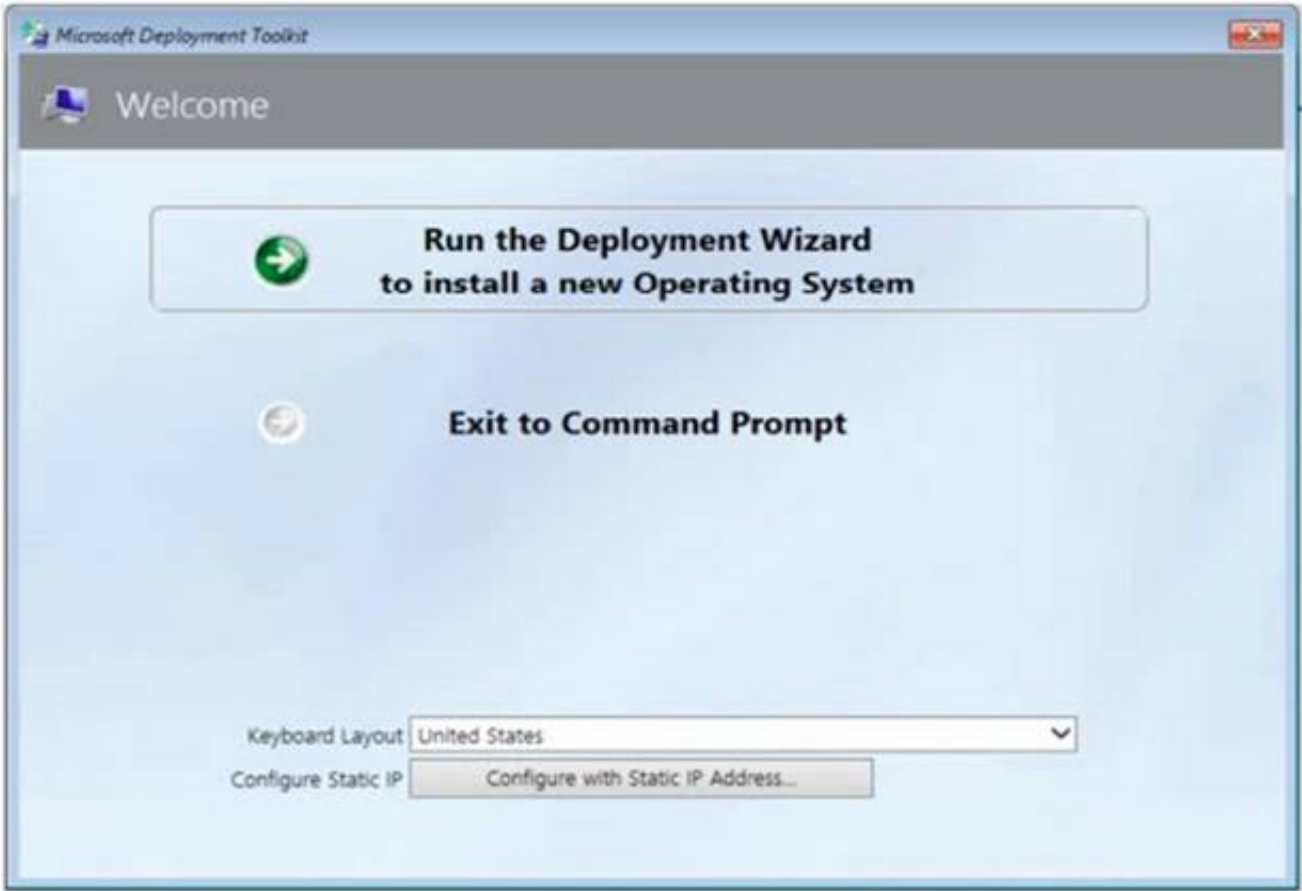 Microsoft Deployment Toolkit
Welcome
Run the Deployment Wizard
to install a new Operating System
Exit to Command Prompt
Keyboard Layout United States
Configure Static IP Configure with Static IP Address...